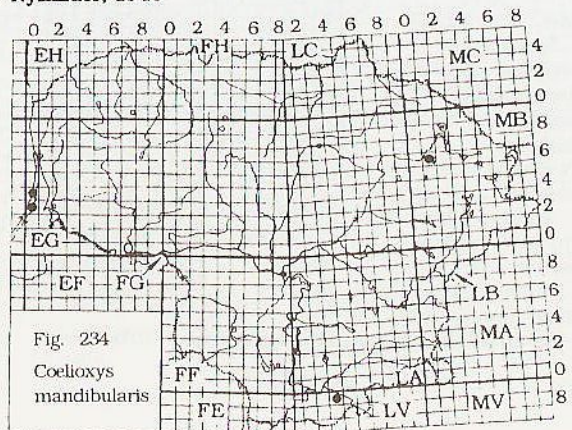 0 2 4 6 8 0 2 4 6 8 0 2 4 6 8 0 2 4 6 8
EH FH LC MC 4
2
0
MB 8
6
4
2
EG 0
EF FG 8
LB 6
Fig. 234 MA 4
Coelioxys 2
mandibularis FF LA 0
FE LV MV 8